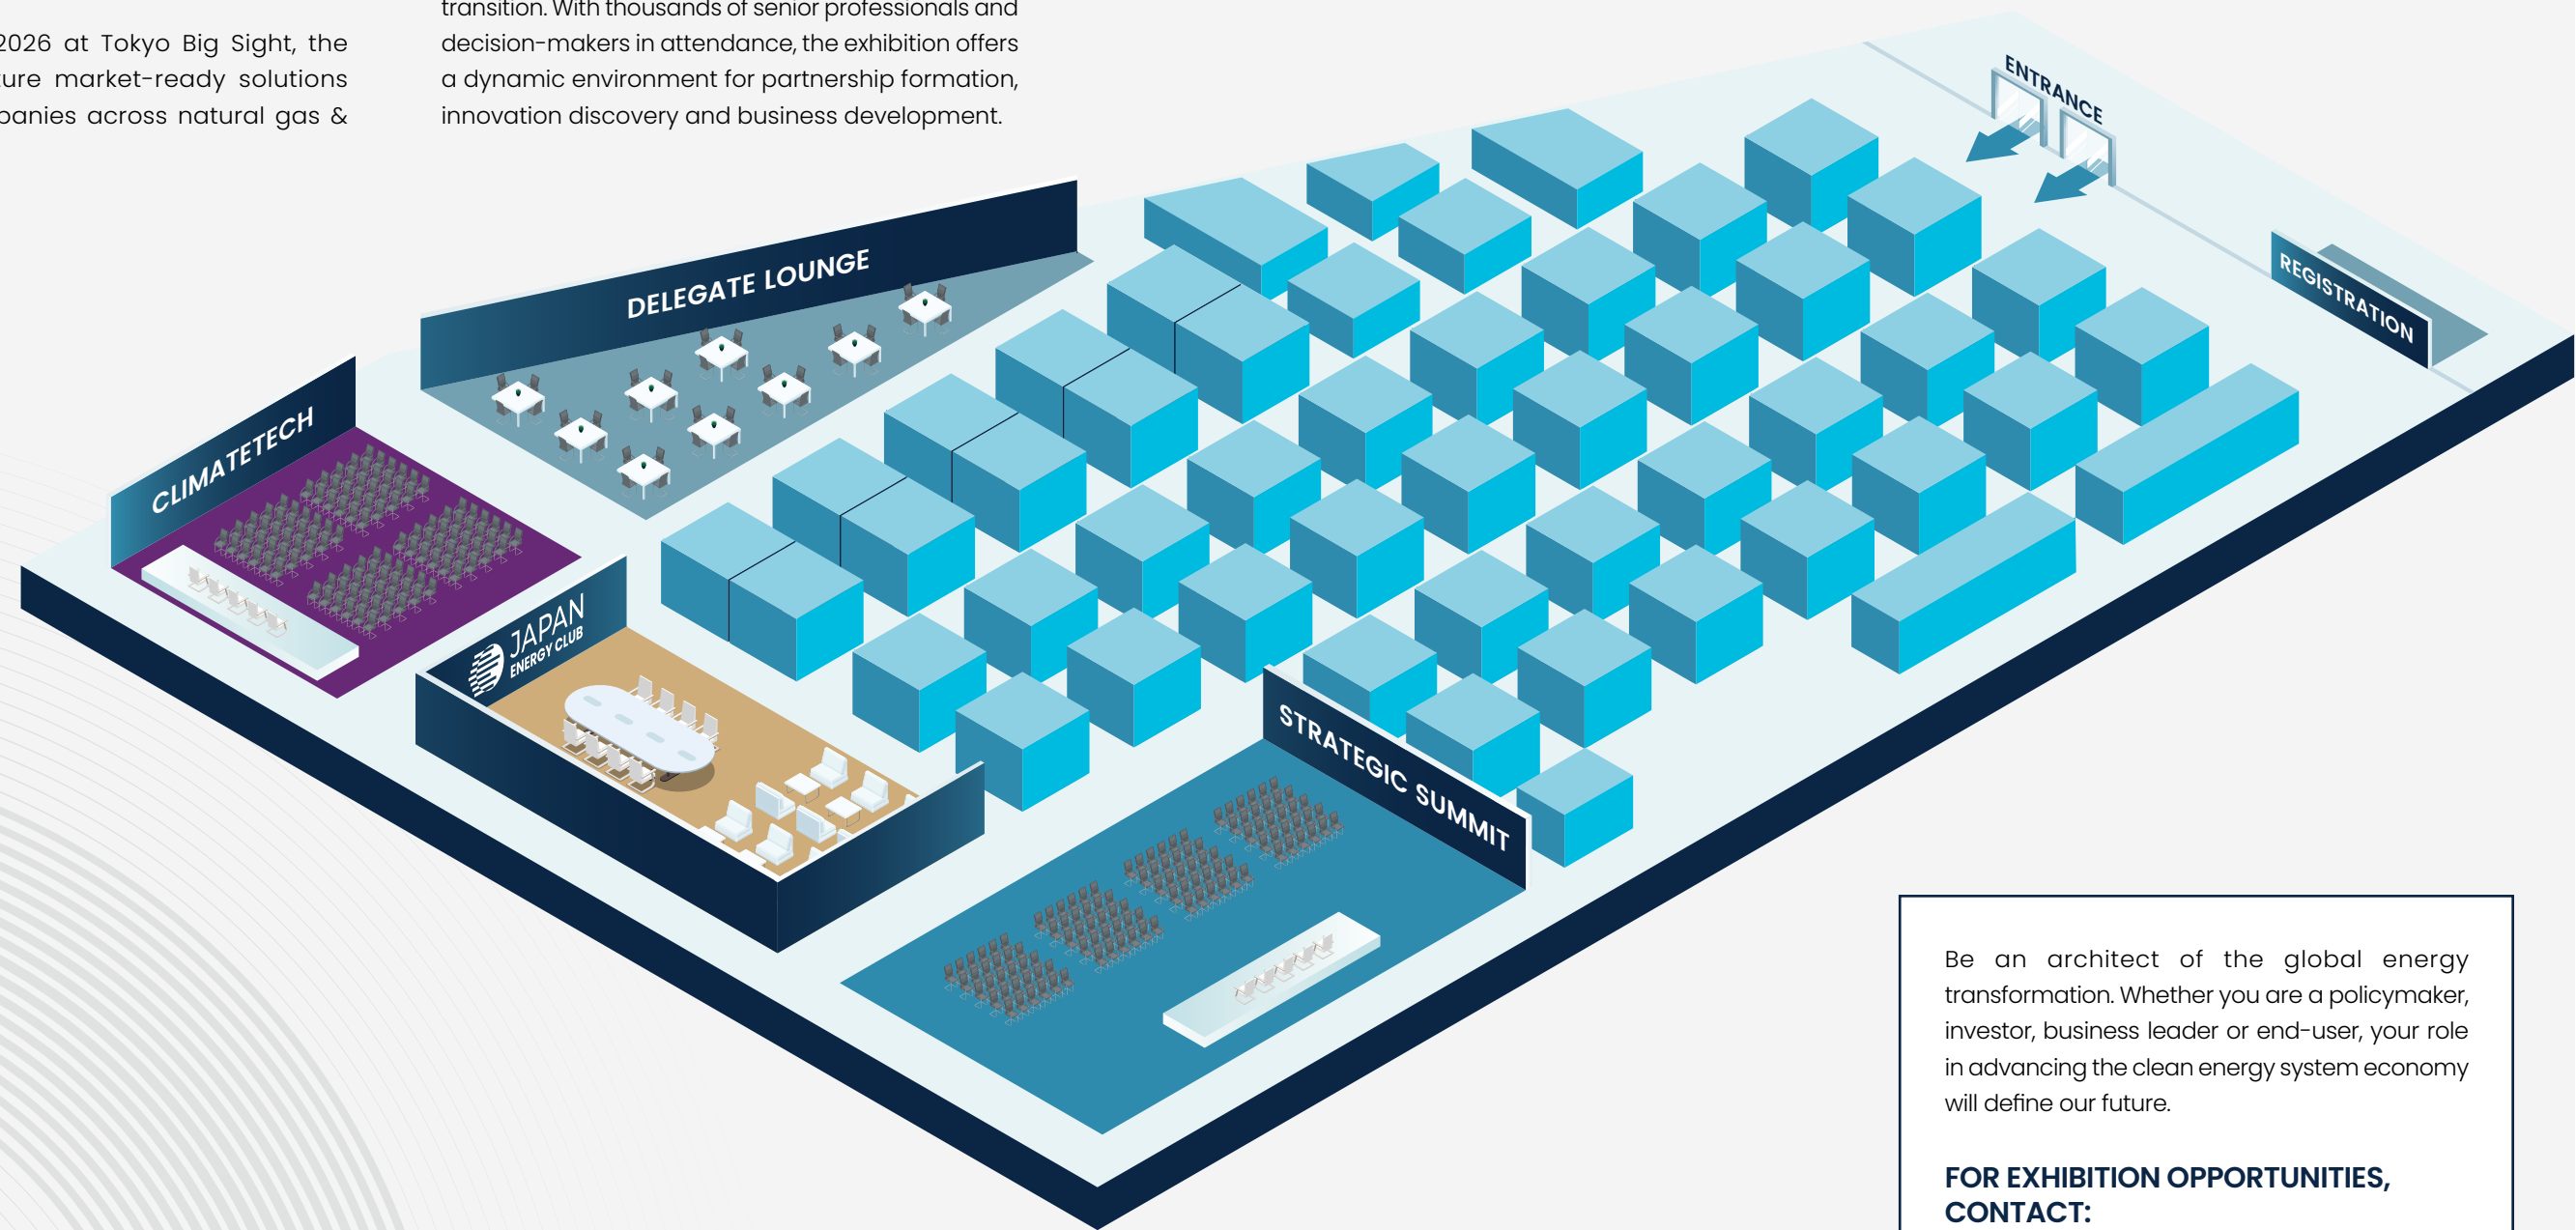 2026 at Tokyo Big Sight, the
market-ready solutions
across natural gas &
transition. With thousands of senior professionals and
decision-makers in attendance, the exhibition offers
a dynamic environment for partnership formation,
innovation discovery and business development.
ENTRANCE
REGISTRATION
DELEGATE LOUNGE
CLIMATETECH
JAPAN
ENERGY CLUB
STRATEGIC SUMMIT
Be an architect of the global energy
transformation. Whether you are a policymaker,
investor, business leader or end-user, your role
in advancing the clean energy system economy
will define our future.
FOR EXHIBITION OPPORTUNITIES,
CONTACT: